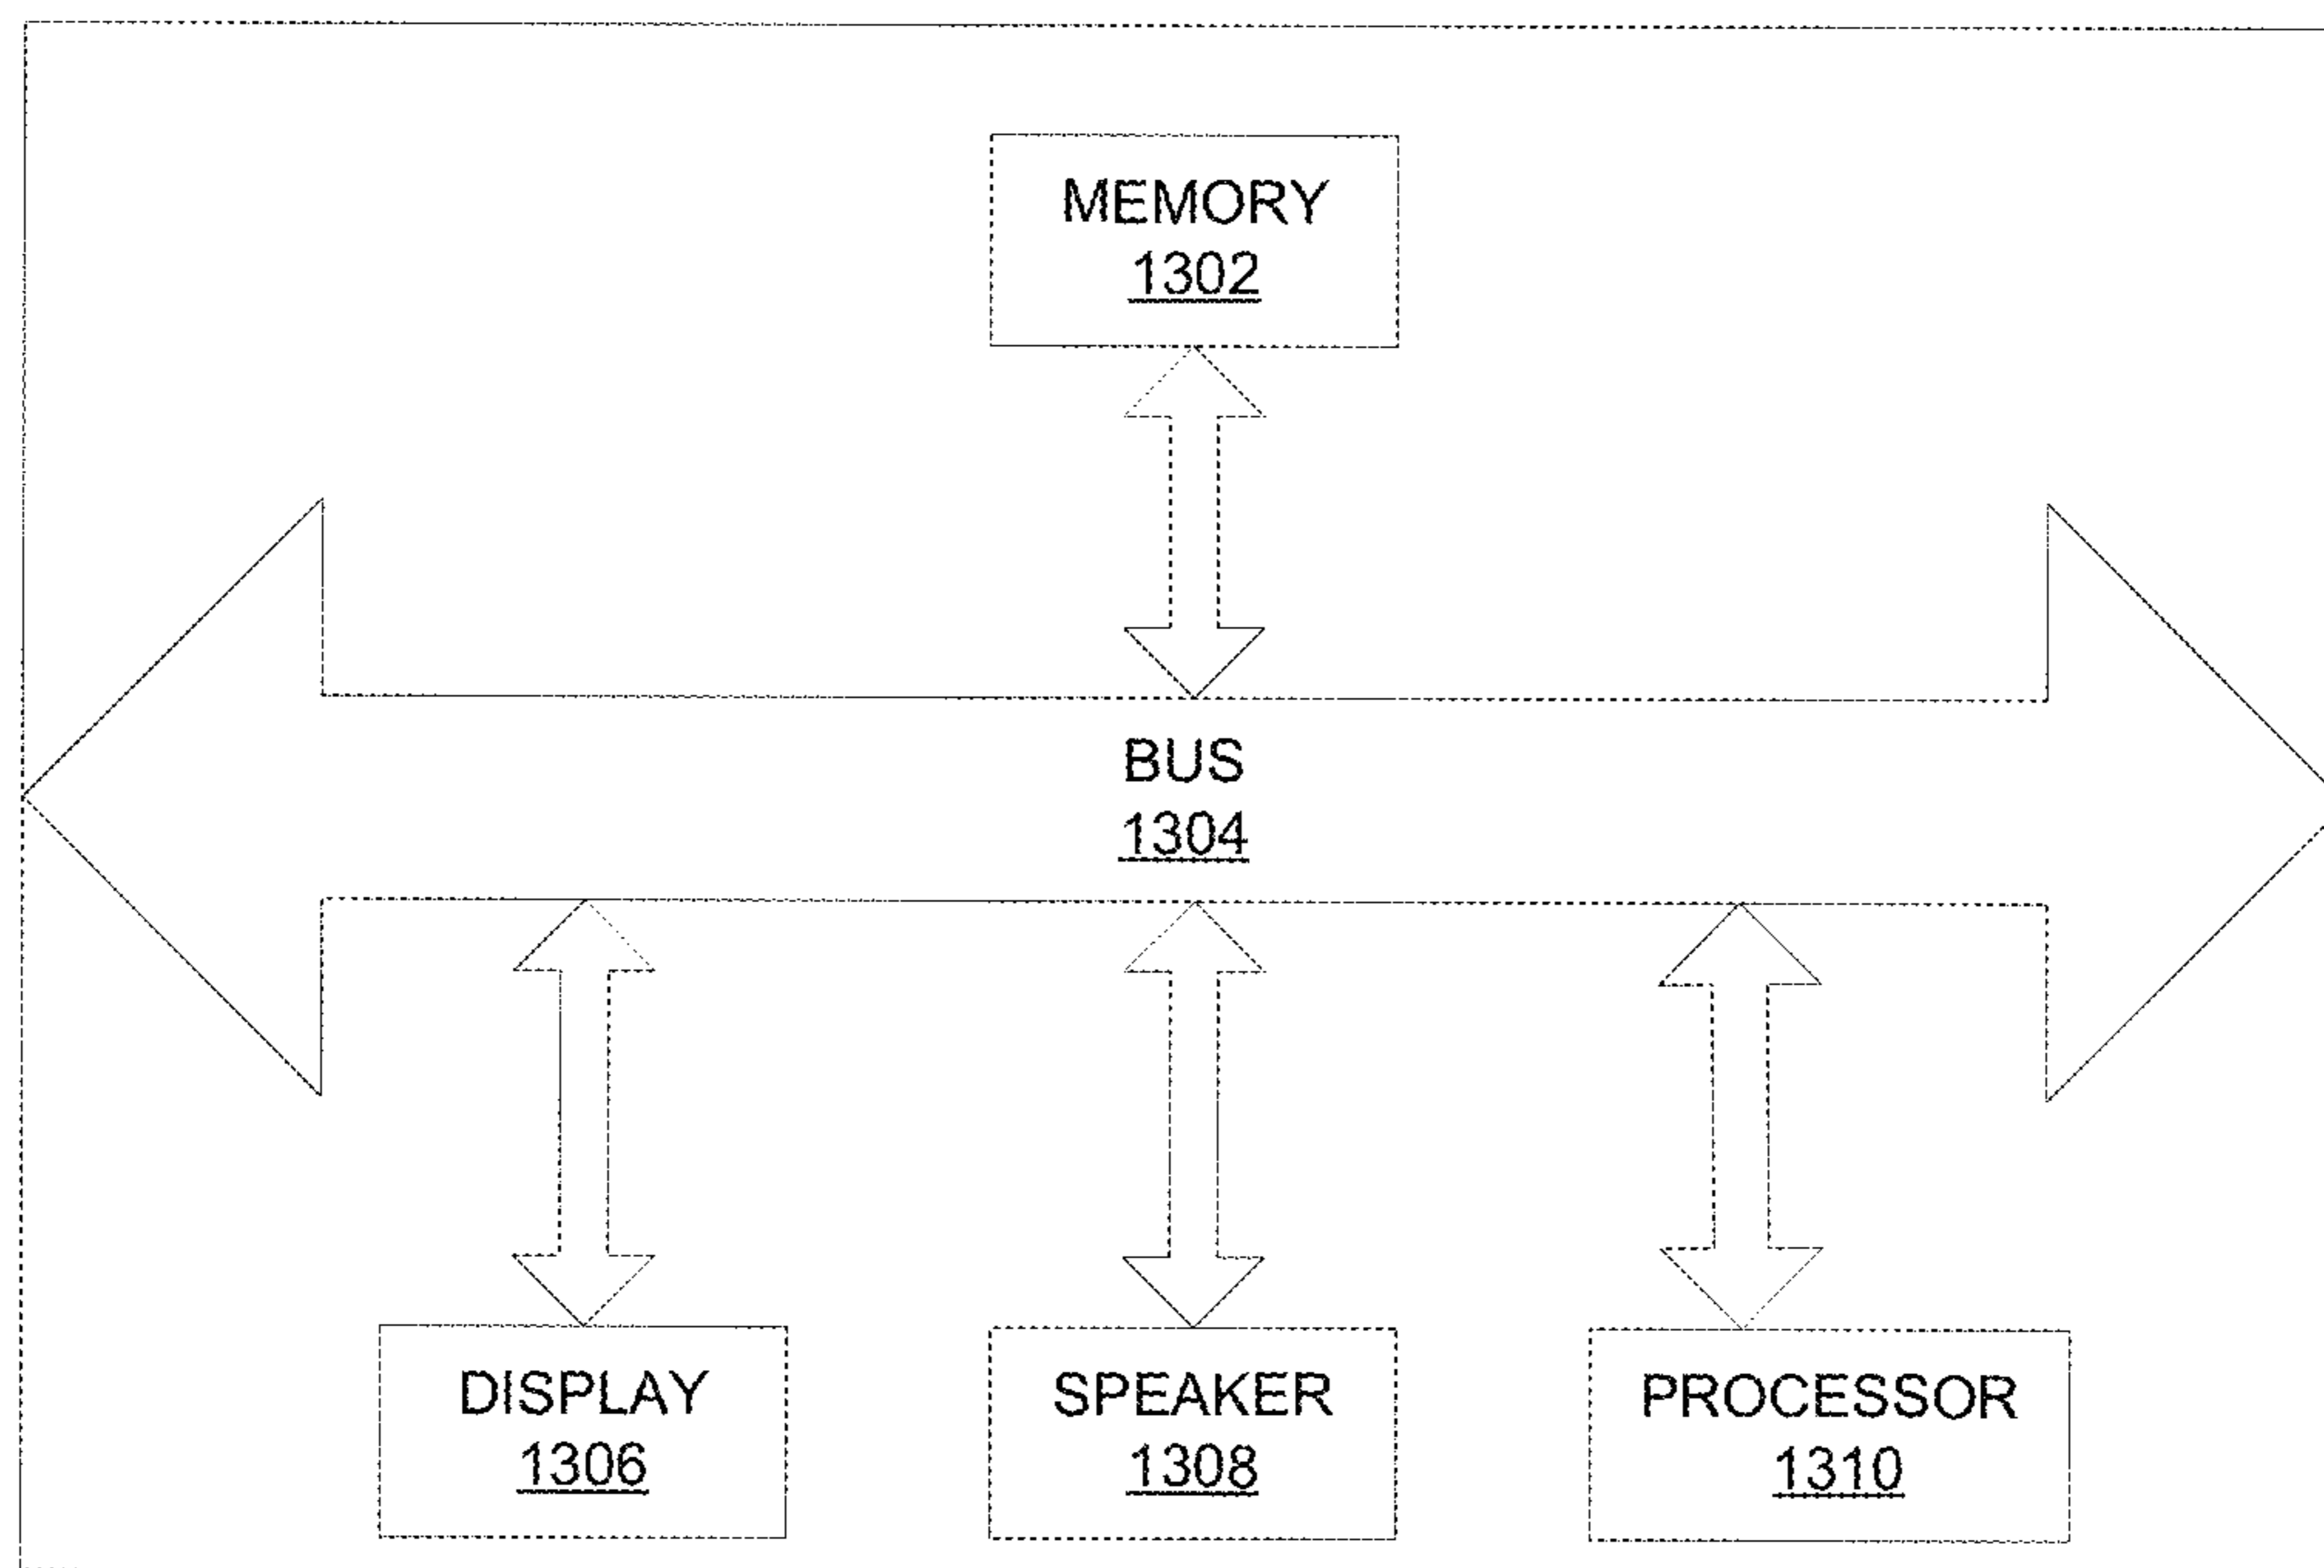 MEMORY
1302
BUS
1304
DISPLAY
1306
SPEAKER
1308
PROCESSOR
1310